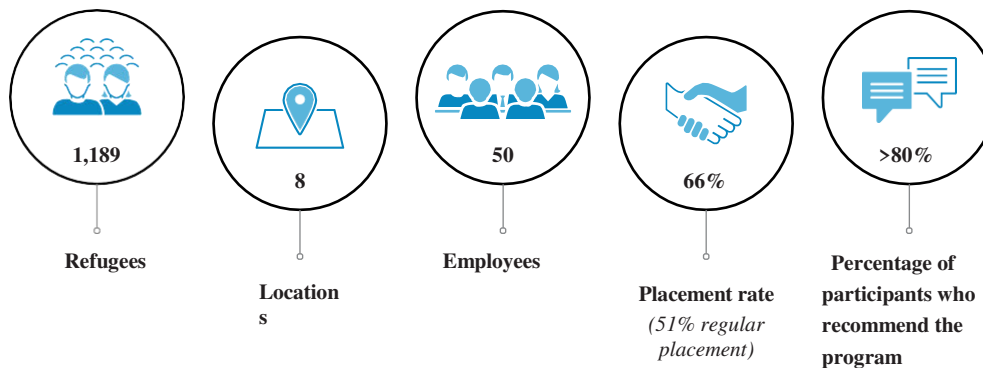 1,189
Refugees
8
Location
s
50
Employees
66%
Placement rate
(51% regular
placement)
>80%
Percentage of
participants who
recommend the
program